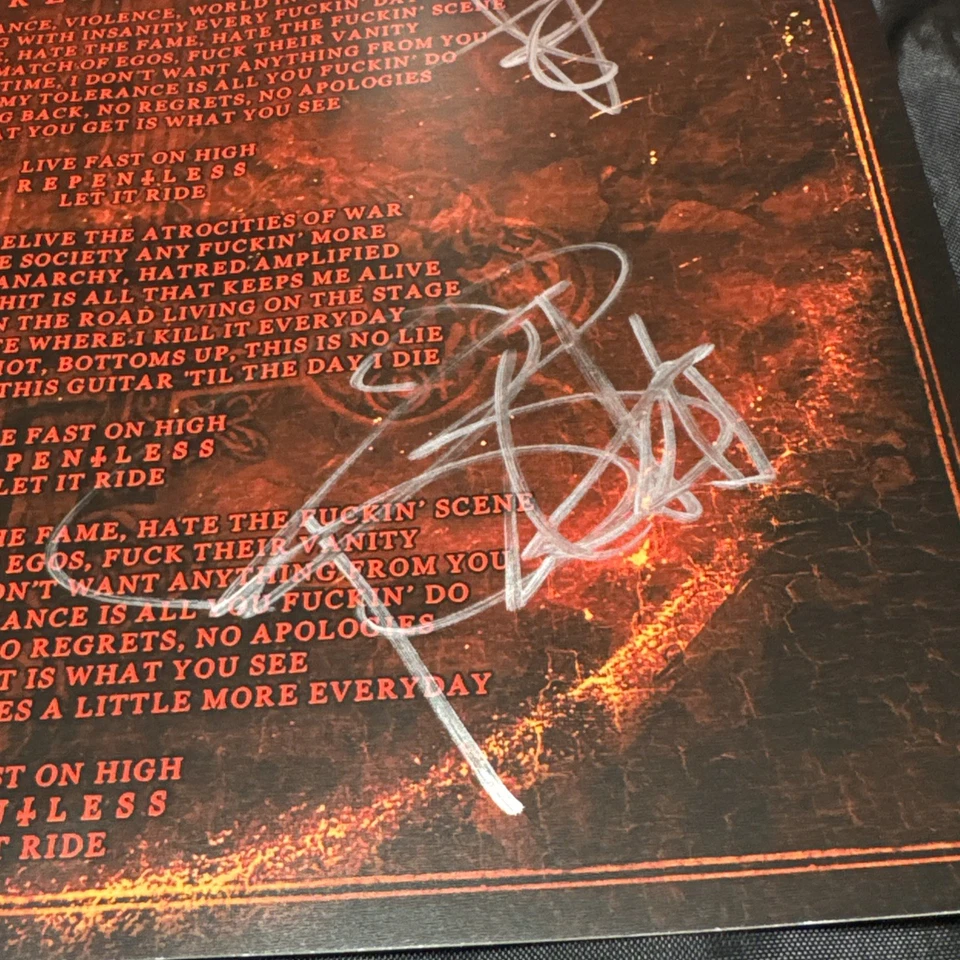 ANCE, VIOLENCE, WORLD IN
G WITH INSANITY EVERY FUCKIN' DAY
HATE THE FAME, HATE THE FUCKIN' SCENE
MATCH OF EGOS, FUCK THEIR VANITY
TIME, I DON'T WANT ANYTHING FROM YOU
MY TOLERANCE IS ALL YOU FUCKIN' DO
G BACK, NO REGRETS, NO APOLOGIES
AT YOU GET IS WHAT YOU SEE
LIVE FAST ON HIGH
REPENTLESS
LET IT RIDE
ELIVE THE ATROCITIES OF WAR
E SOCIETY ANY FUCKIN' MORE
ANARCHY, HATRED AMPLIFIED
HIT IS ALL THAT KEEPS ME ALIVE
N THE ROAD LIVING ON THE STAGE
TE WHERE I KILL IT EVERYDAY
HOT, BOTTOMS UP, THIS IS NO LIE
THIS GUITAR 'TIL THE DAY I DIE
E FAST ON HIGH
PENTLESS
LET IT RIDE
HE FAME, HATE THE FUCKIN' SCENE
EGOS, FUCK THEIR VANITY
ON'T WANT ANYTHING FROM YOU
ANCE IS ALL YOU FUCKIN' DO
O REGRETS, NO APOLOGIES
T IS WHAT YOU SEE
ES A LITTLE MORE EVERYDAY
ST ON HIGH
NTLESS
T RIDE